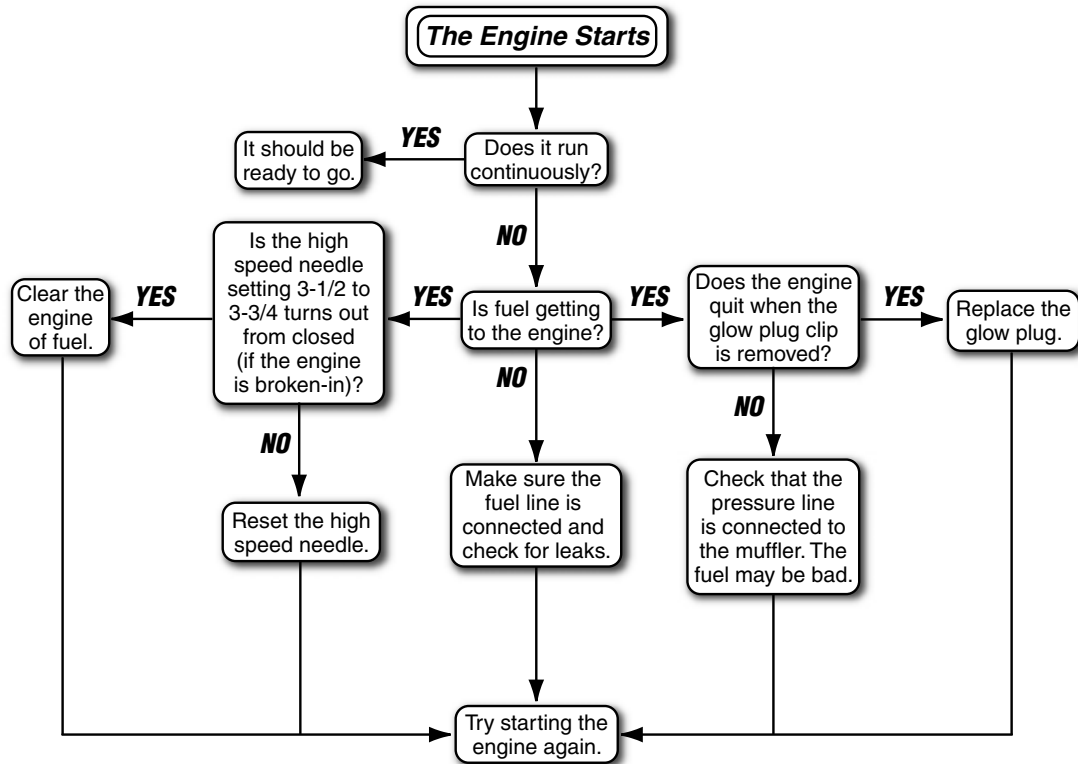 The Engine Starts
YES
It should be
ready to go.
Does it run
continuously?
NO
Is the high
speed needle
setting 3-1/2 to
3-3/4 turns out
from closed
(if the engine
is broken-in)?
Clear the
engine
of fuel.
YES
YES
Is fuel getting
to the engine?
YES
Does the engine
quit when the
glow plug clip
is removed?
YES
Replace the
glow plug.
NO
NO
NO
Reset the high
speed needle.
Make sure the
fuel line is
connected and
check for leaks.
Check that the
pressure line
is connected to
the muffler. The
fuel may be bad.
Try starting the
engine again.